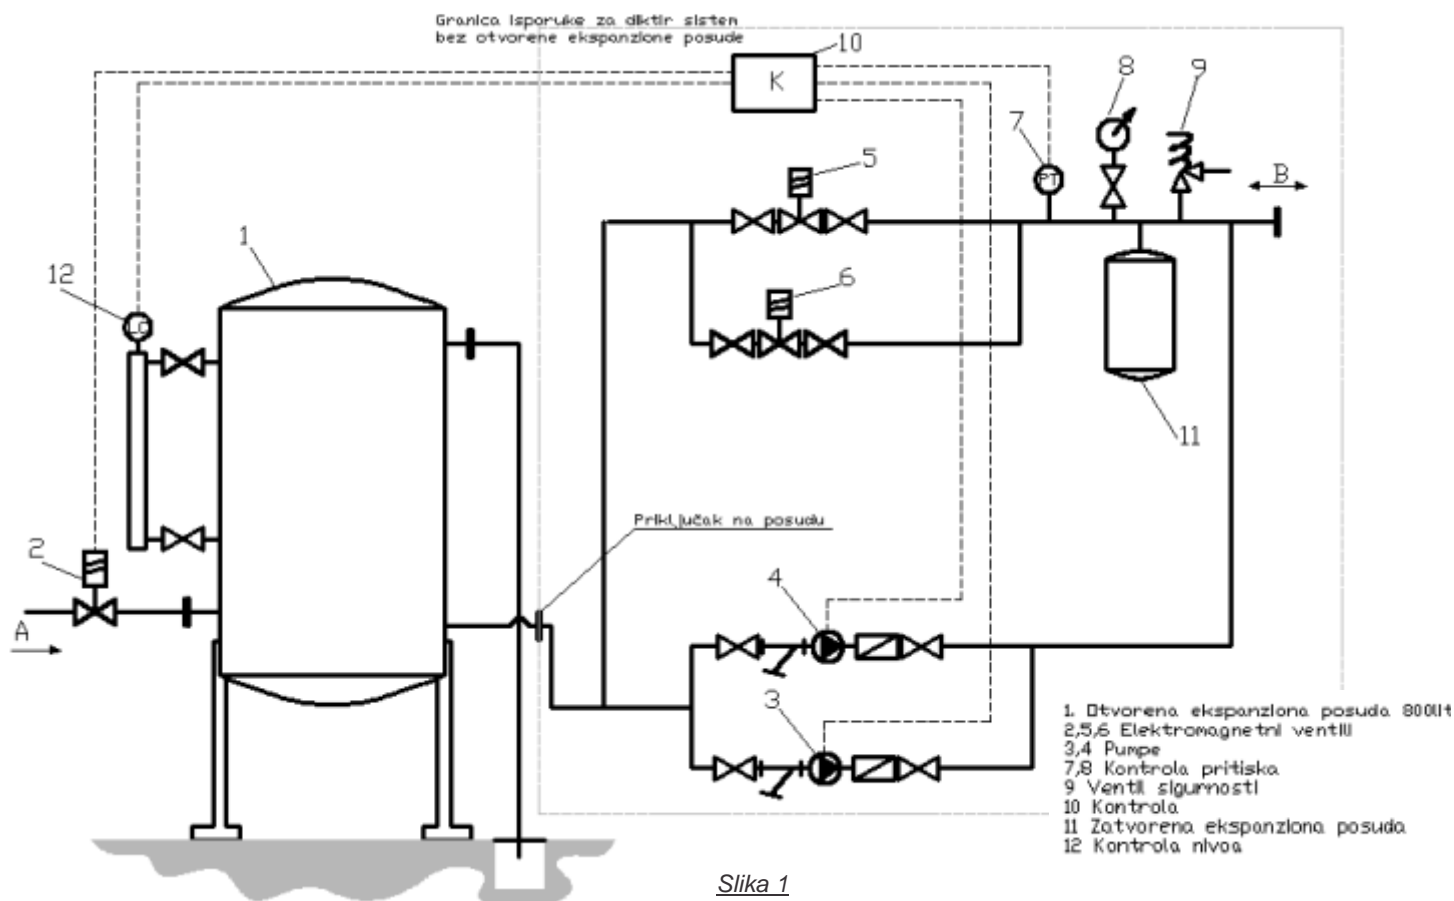 Granica isporuke za diktir sistem
bez otvorene ekspanzione posude
10
K
8
9
7
5
PT
B
1
12
6
LC
11
Priključak na posudu
2
4
A
3
1. Otvorena ekspanziona posuda 800lit
2,5,6 Elektromagnetni ventili
3,4 Pumpe
7,8 Kontrola pritiska
9 Ventil sigurnosti
10 Kontrola
11 Zatvorena ekspanziona posuda
12 Kontrola nivoa
Slika 1